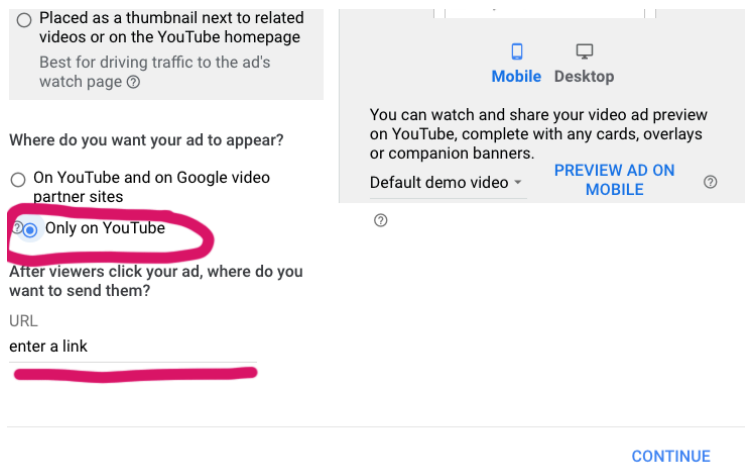 Placed as a thumbnail next to related
videos or on the YouTube homepage
Best for driving traffic to the ad's
watch page
Where do you want your ad to appear?
On YouTube and on Google video
partner sites
Only on YouTube
After viewers click your ad, where do you
want to send them?
URL
enter a link
Mobile Desktop
You can watch and share your video ad preview
on YouTube, complete with any cards, overlays
or companion banners.
Default demo video
PREVIEW AD ON
MOBILE
CONTINUE